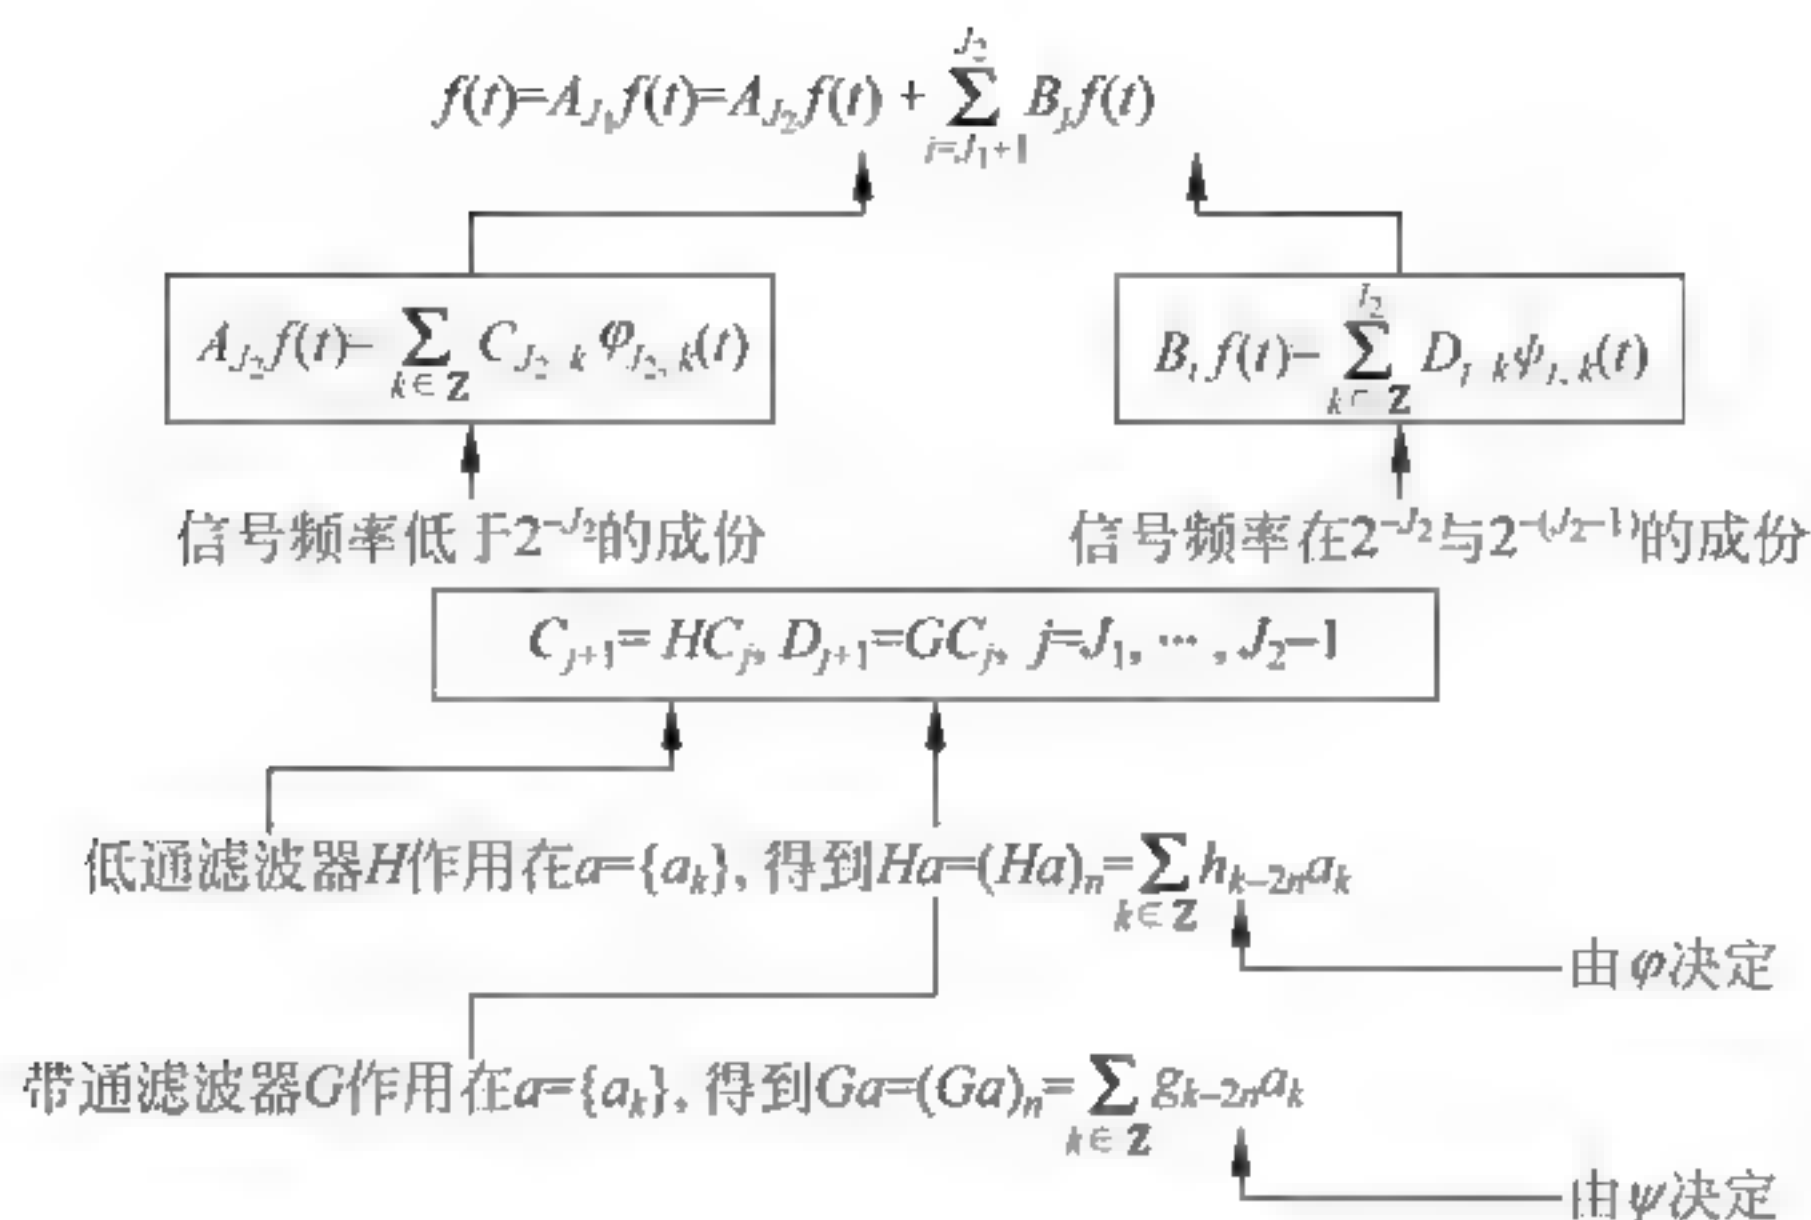 f(t)=A_{J_1}f(t)=A_{J_2}f(t)+\sum_{j=J_1+1}^{J_2} B_j f(t)
A_{J_2}f(t)=\sum_{k∈Z} C_{J_2,k} φ_{J_2,k}(t)
B_j f(t)=\sum_{k∈Z}^{J_2} D_{j,k} ψ_{j,k}(t)
信号频率低于2^{-J_2}的成份
信号频率在2^{-J_2}与2^{-(J_2-1)}的成份
C_{j+1}=HC_j, D_{j+1}=GC_j, j=J_1, ⋯, J_2-1
低通滤波器H作用在a={a_k}, 得到Ha=(Ha)_n=\sum_{k∈Z} h_{k-2n}a_k
由φ决定
带通滤波器G作用在a={a_k}, 得到Ga=(Ga)_n=\sum_{k∈Z} g_{k-2n}a_k
由ψ决定